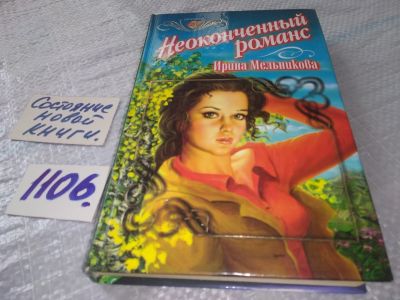 Неоконченный
романс
Ирина Мельникова
Состояние
новой
книги.
1106.